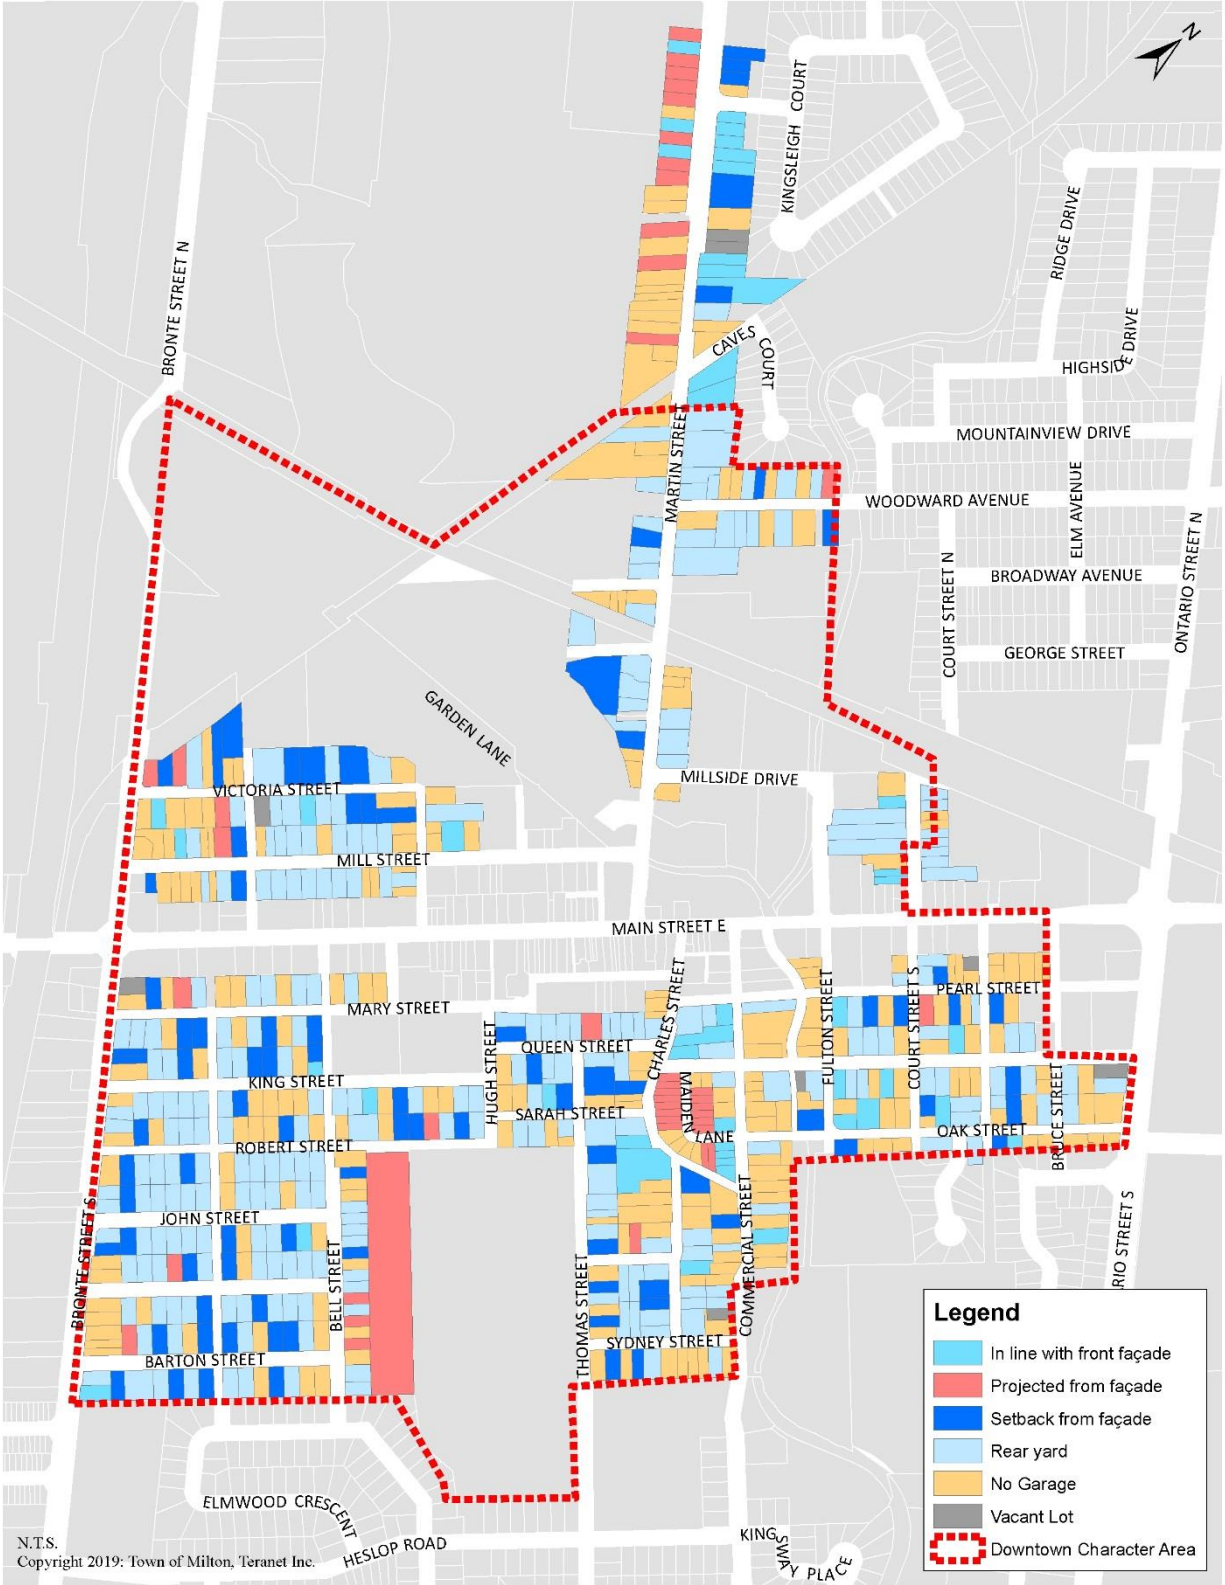 N
KINGSLEIGH COURT
RIDGE DRIVE
BRONTE STREET N
CAVES COURT
HIGHSIDE DRIVE
MARTIN STREET
MOUNTAINVIEW DRIVE
WOODWARD AVENUE
ELM AVENUE
ONTARIO STREET N
COURT STREET N
BROADWAY AVENUE
GEORGE STREET
GARDEN LANE
MILLSIDE DRIVE
VICTORIA STREET
MILL STREET
MAIN STREET E
CHARLES STREET
FULTON STREET
COURT STREET S
PEARL STREET
MARY STREET
HUGH STREET
QUEEN STREET
KING STREET
MAIDEN LANE
SARAH STREET
OAK STREET
BRUCE STREET
ROBERT STREET
BRONTE STREET S
JOHN STREET
BELL STREET
THOMAS STREET
COMMERCIAL STREET
RIO STREET S
SYDNEY STREET
BARTON STREET
ELMWOOD CRESCENT
HESLOP ROAD
KINGSWAY PLACE
Legend
In line with front façade
Projected from façade
Setback from façade
Rear yard
No Garage
Vacant Lot
Downtown Character Area
N.T.S.
Copyright 2019: Town of Milton, Teranet Inc.